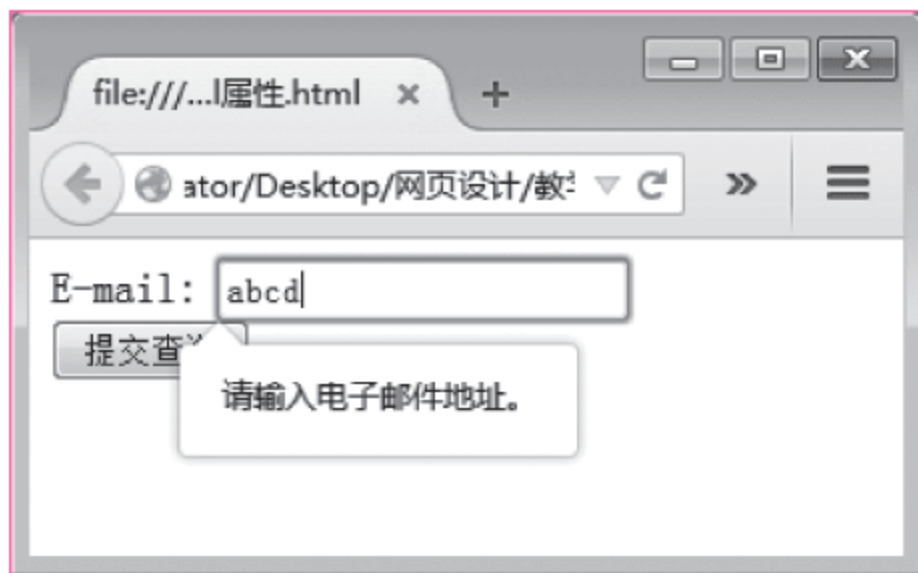 file:///...l属性.html
ator/Desktop/网页设计/教
E-mail: abcd
提交查
请输入电子邮件地址。